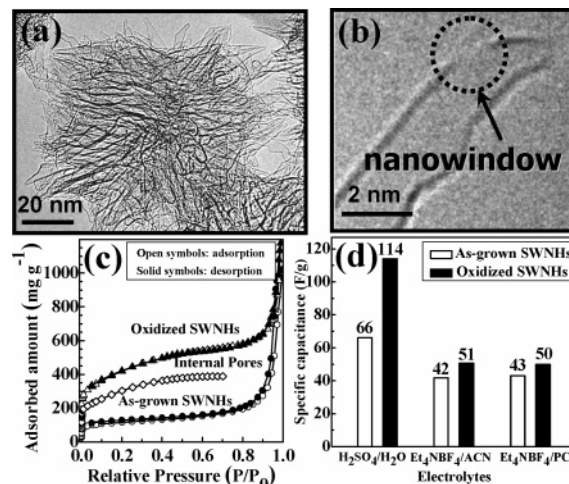 (a)
20 nm
(b)
nanowindow
2 nm
(c)
Open symbols: adsorption
Solid symbols: desorption
Oxidized SWNHs
Internal Pores
As-grown SWNHs
1000
800
600
400
200
0
0.0 0.2 0.4 0.6 0.8 1.0
Adsorbed amount (mg g⁻¹)
Relative Pressure (P/P₀)
(d)
As-grown SWNHs
Oxidized SWNHs
120
100
80
60
40
20
0
66 114
42 51
43 50
Specific capacitance (F/g)
H₂SO₄/H₂O Et₄NBF₄/ACN Et₄NBF₄/PC
Electrolytes